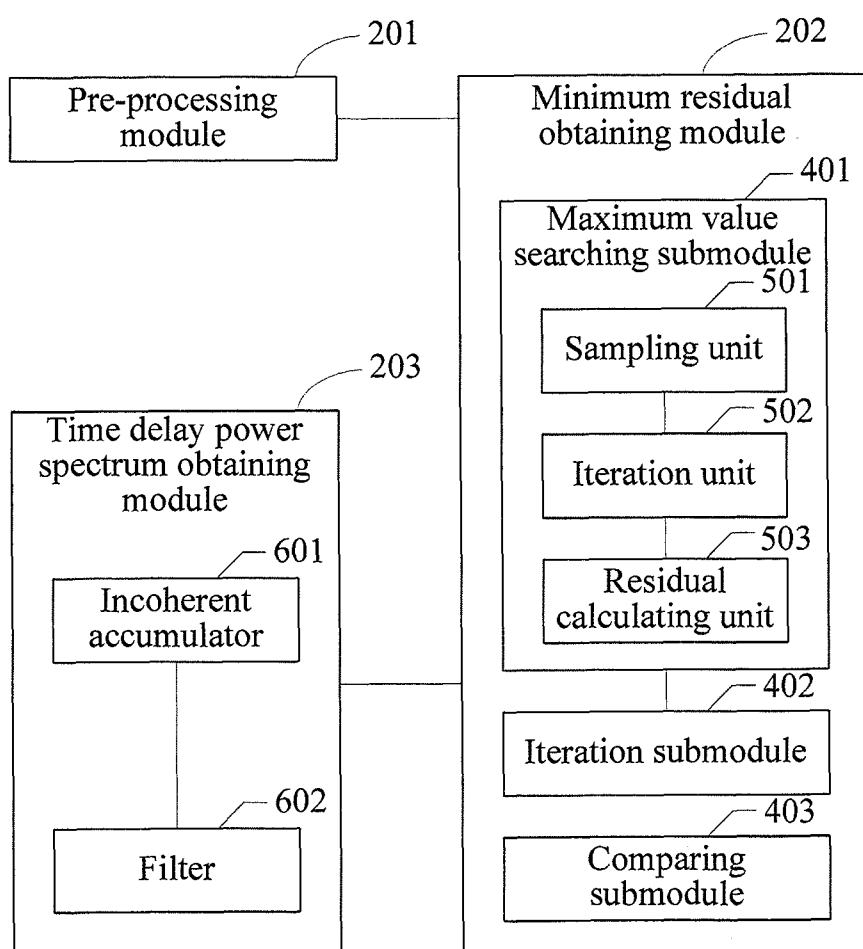 201
Pre-processing
module
202
Minimum residual
obtaining module
401
Maximum value
searching submodule
501
Sampling unit
502
Iteration unit
503
Residual
calculating unit
402
Iteration submodule
403
Comparing
submodule
203
Time delay power
spectrum obtaining
module
601
Incoherent
accumulator
602
Filter